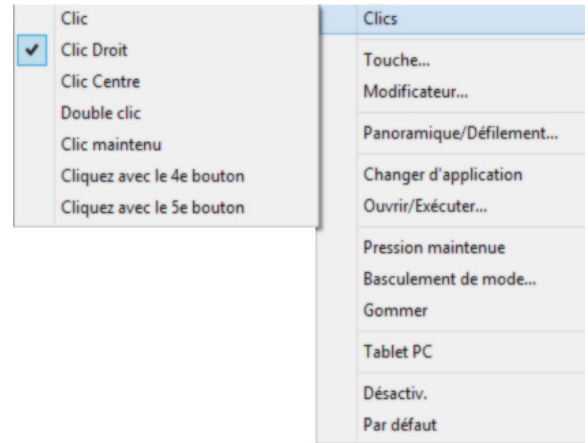 Clic
Clic Droit
Clic Centre
Double clic
Clic maintenu
Cliquez avec le 4e bouton
Cliquez avec le 5e bouton
Clics
Touche...
Modificateur...
Panoramique/Défilement...
Changer d'application
Ouvrir/Exécuter...
Pression maintenue
Basculement de mode...
Gommer
Tablet PC
Désactiv.
Par défaut